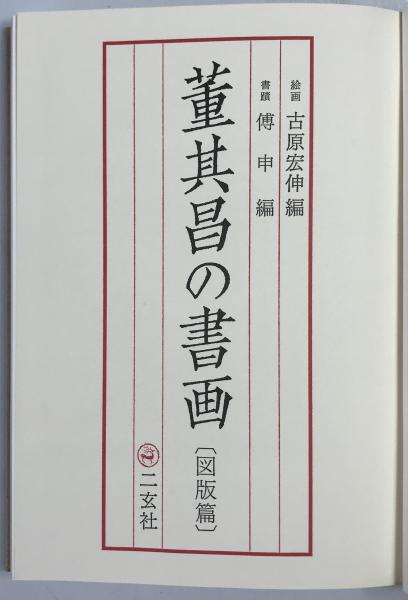 絵画 古原宏伸 編
書蹟 傅申 編
董其昌の書画〔図版篇〕
二玄社